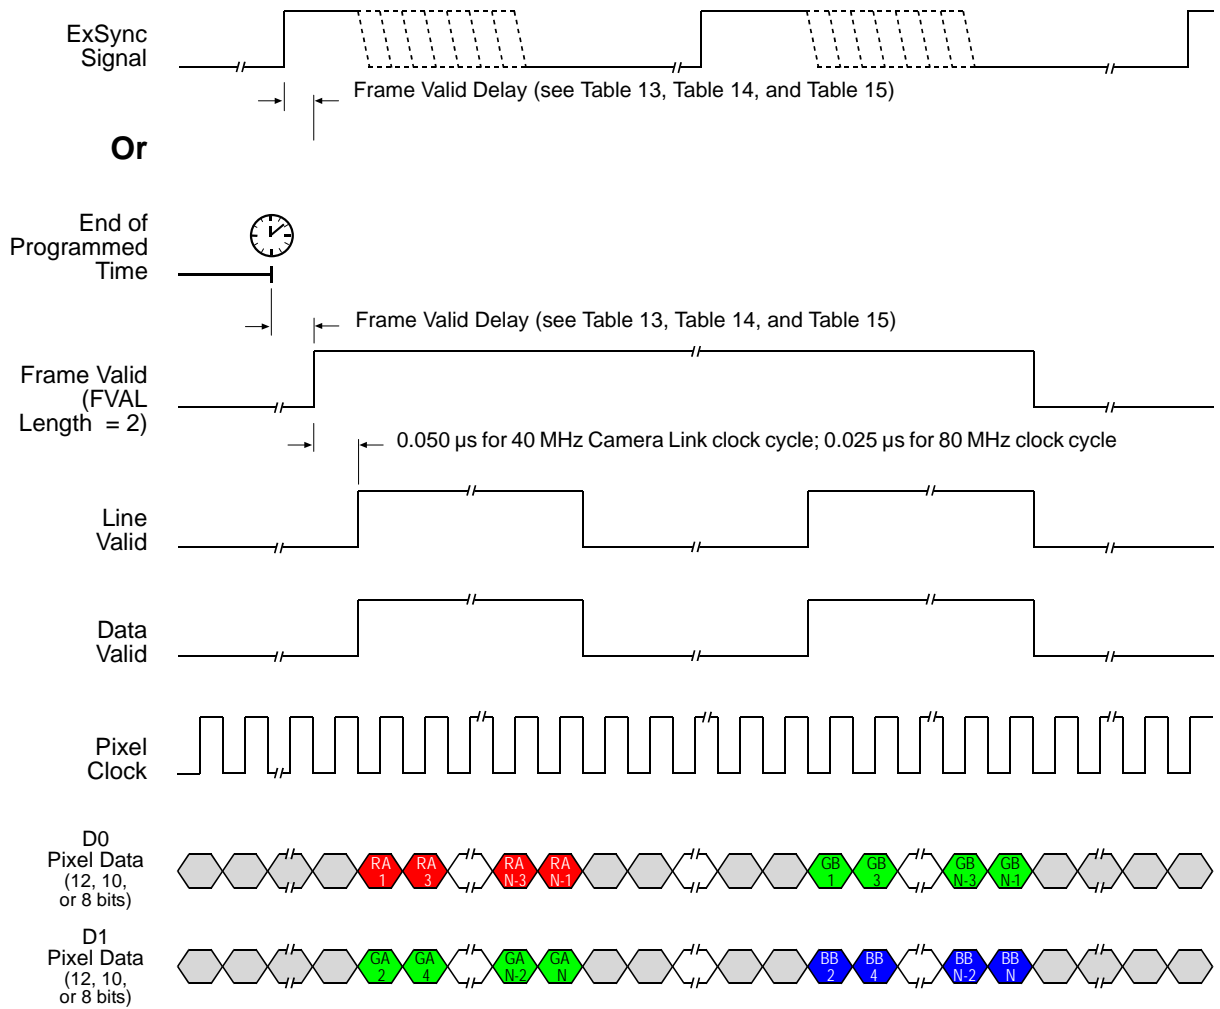 ExSync
Signal
Frame Valid Delay (see Table 13, Table 14, and Table 15)
Or
End of
Programmed
Time
Frame Valid Delay (see Table 13, Table 14, and Table 15)
Frame Valid
(FVAL
Length = 2)
0.050 µs for 40 MHz Camera Link clock cycle; 0.025 µs for 80 MHz clock cycle
Line
Valid
Data
Valid
Pixel
Clock
D0
Pixel Data
(12, 10,
or 8 bits)
RA
1
RA
3
RA
N-3
RA
N-1
GB
1
GB
3
GB
N-3
GB
N-1
D1
Pixel Data
(12, 10,
or 8 bits)
GA
2
GA
4
GA
N-2
GA
N
BB
2
BB
4
BB
N-2
BB
N